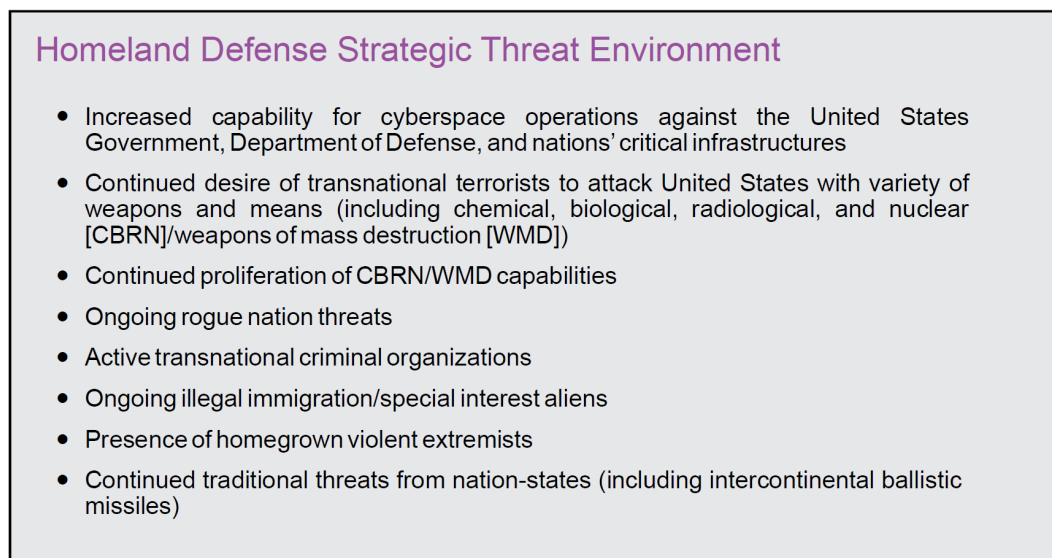 Homeland Defense Strategic Threat Environment
• Increased capability for cyberspace operations against the United States
Government, Department of Defense, and nations’ critical infrastructures
• Continued desire of transnational terrorists to attack United States with variety of
weapons and means (including chemical, biological, radiological, and nuclear
[CBRN]/weapons of mass destruction [WMD])
• Continued proliferation of CBRN/WMD capabilities
• Ongoing rogue nation threats
• Active transnational criminal organizations
• Ongoing illegal immigration/special interest aliens
• Presence of homegrown violent extremists
• Continued traditional threats from nation-states (including intercontinental ballistic
missiles)